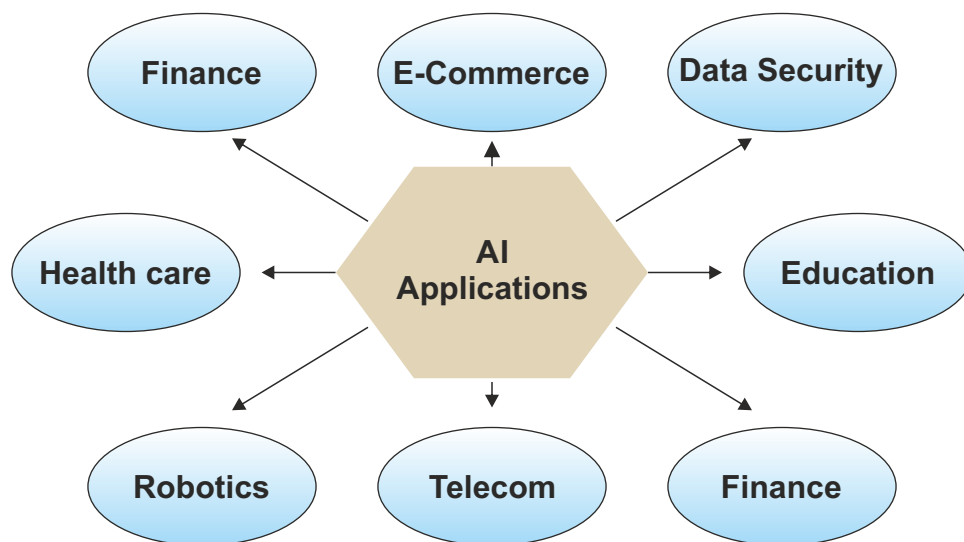 Finance
E-Commerce
Data Security
Health care
AI
Applications
Education
Robotics
Telecom
Finance